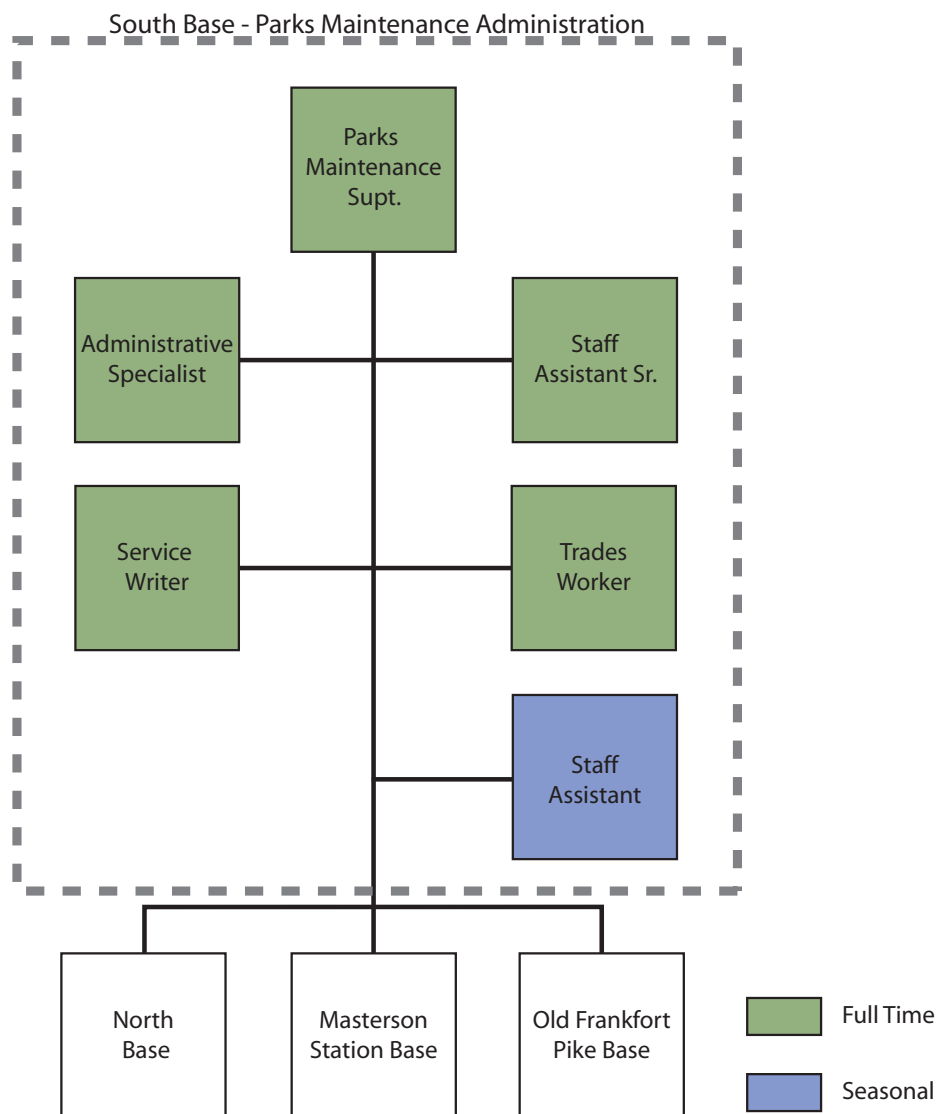 South Base - Parks Maintenance Administration
Parks
Maintenance
Supt.
Administrative
Specialist
Staff
Assistant Sr.
Service
Writer
Trades
Worker
Staff
Assistant
North
Base
Masterson
Station Base
Old Frankfort
Pike Base
Full Time
Seasonal